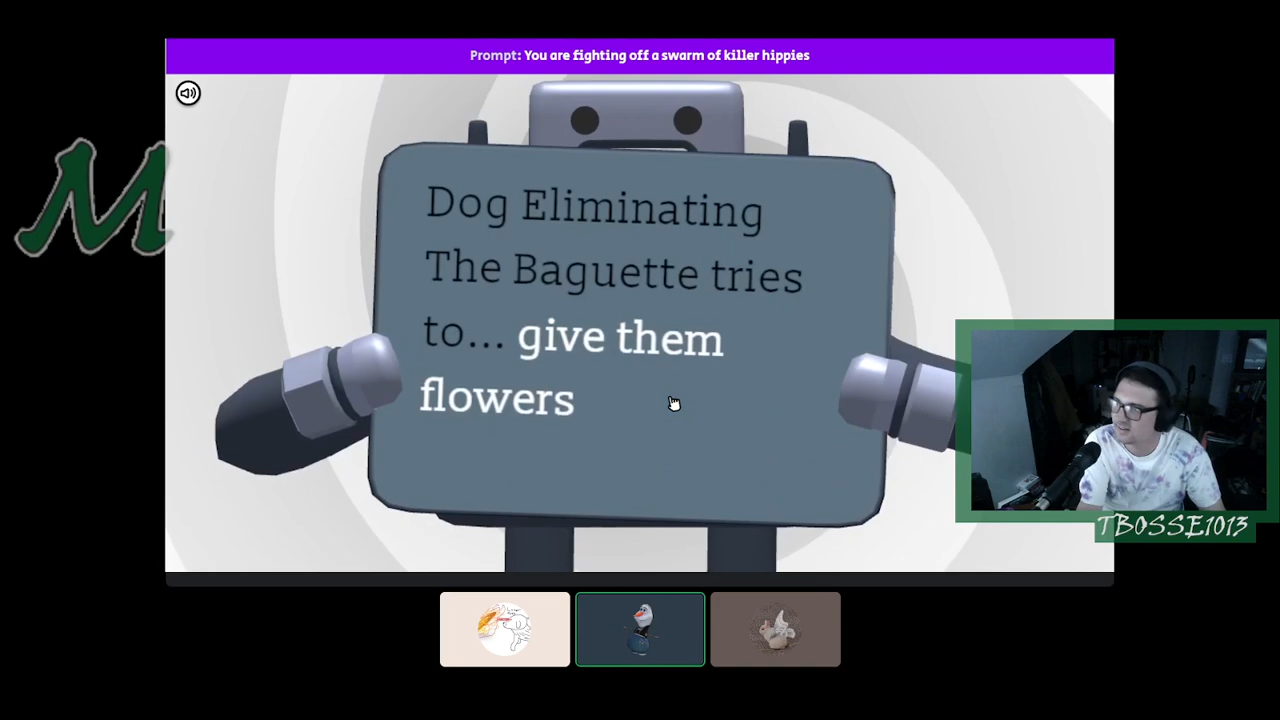 Prompt: You are fighting off a swarm of killer hippies
M
Dog Eliminating
The Baguette tries
to... give them
flowers
TBOSSE1013